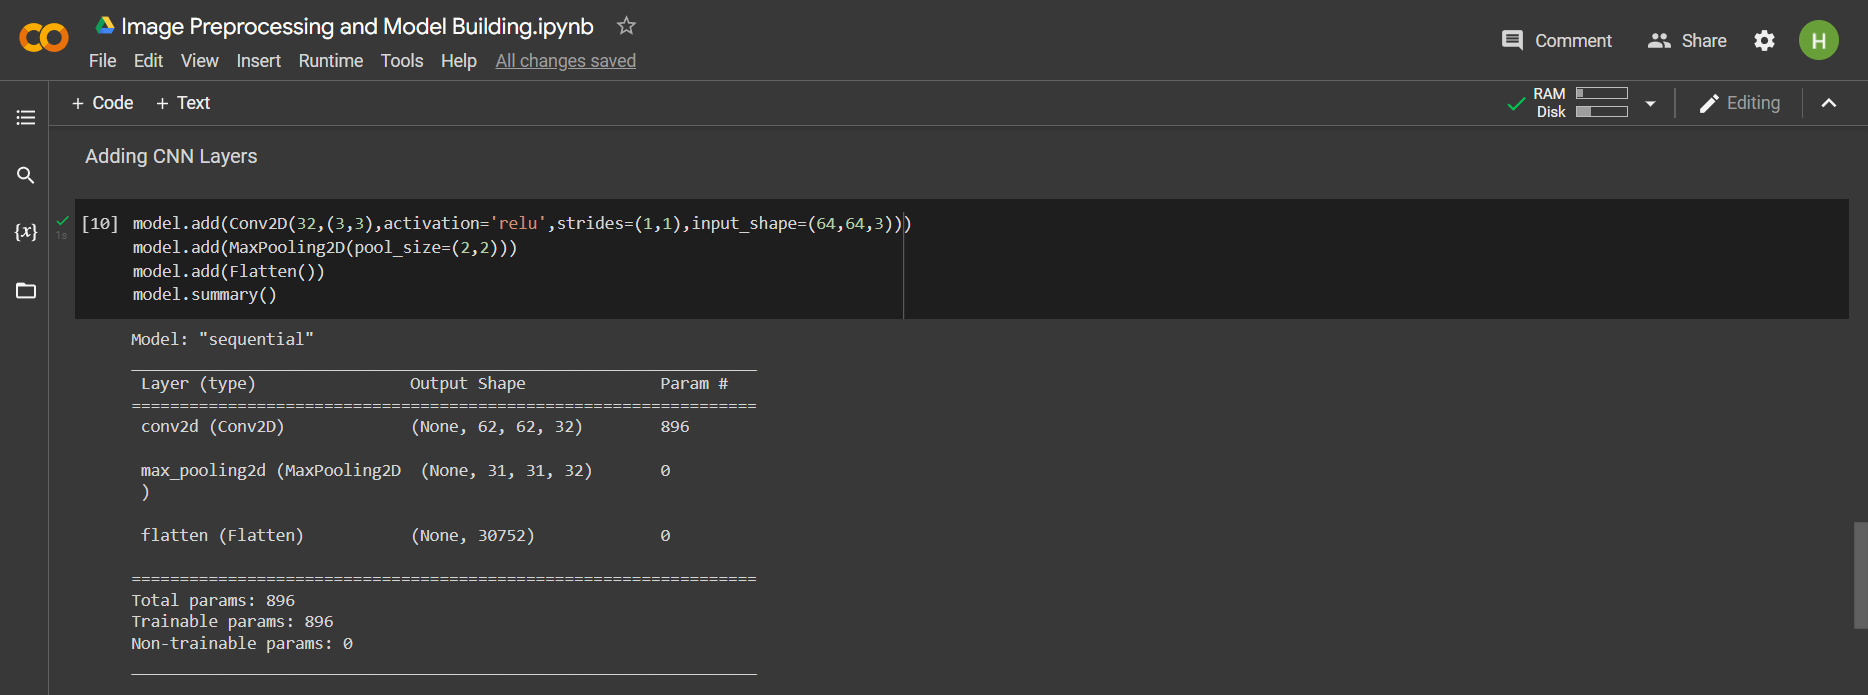 Image Preprocessing and Model Building.ipynb
File Edit View Insert Runtime Tools Help All changes saved
Comment Share H
+ Code + Text
RAM
Disk
Editing
Adding CNN Layers
{x}
1s
[10] model.add(Conv2D(32,(3,3),activation='relu',strides=(1,1),input_shape=(64,64,3)))
model.add(MaxPooling2D(pool_size=(2,2)))
model.add(Flatten())
model.summary()
Model: "sequential"
_________________________________________________________________
Layer (type) Output Shape Param #
=================================================================
conv2d (Conv2D) (None, 62, 62, 32) 896
max_pooling2d (MaxPooling2D (None, 31, 31, 32) 0
)
flatten (Flatten) (None, 30752) 0
=================================================================
Total params: 896
Trainable params: 896
Non-trainable params: 0
_________________________________________________________________